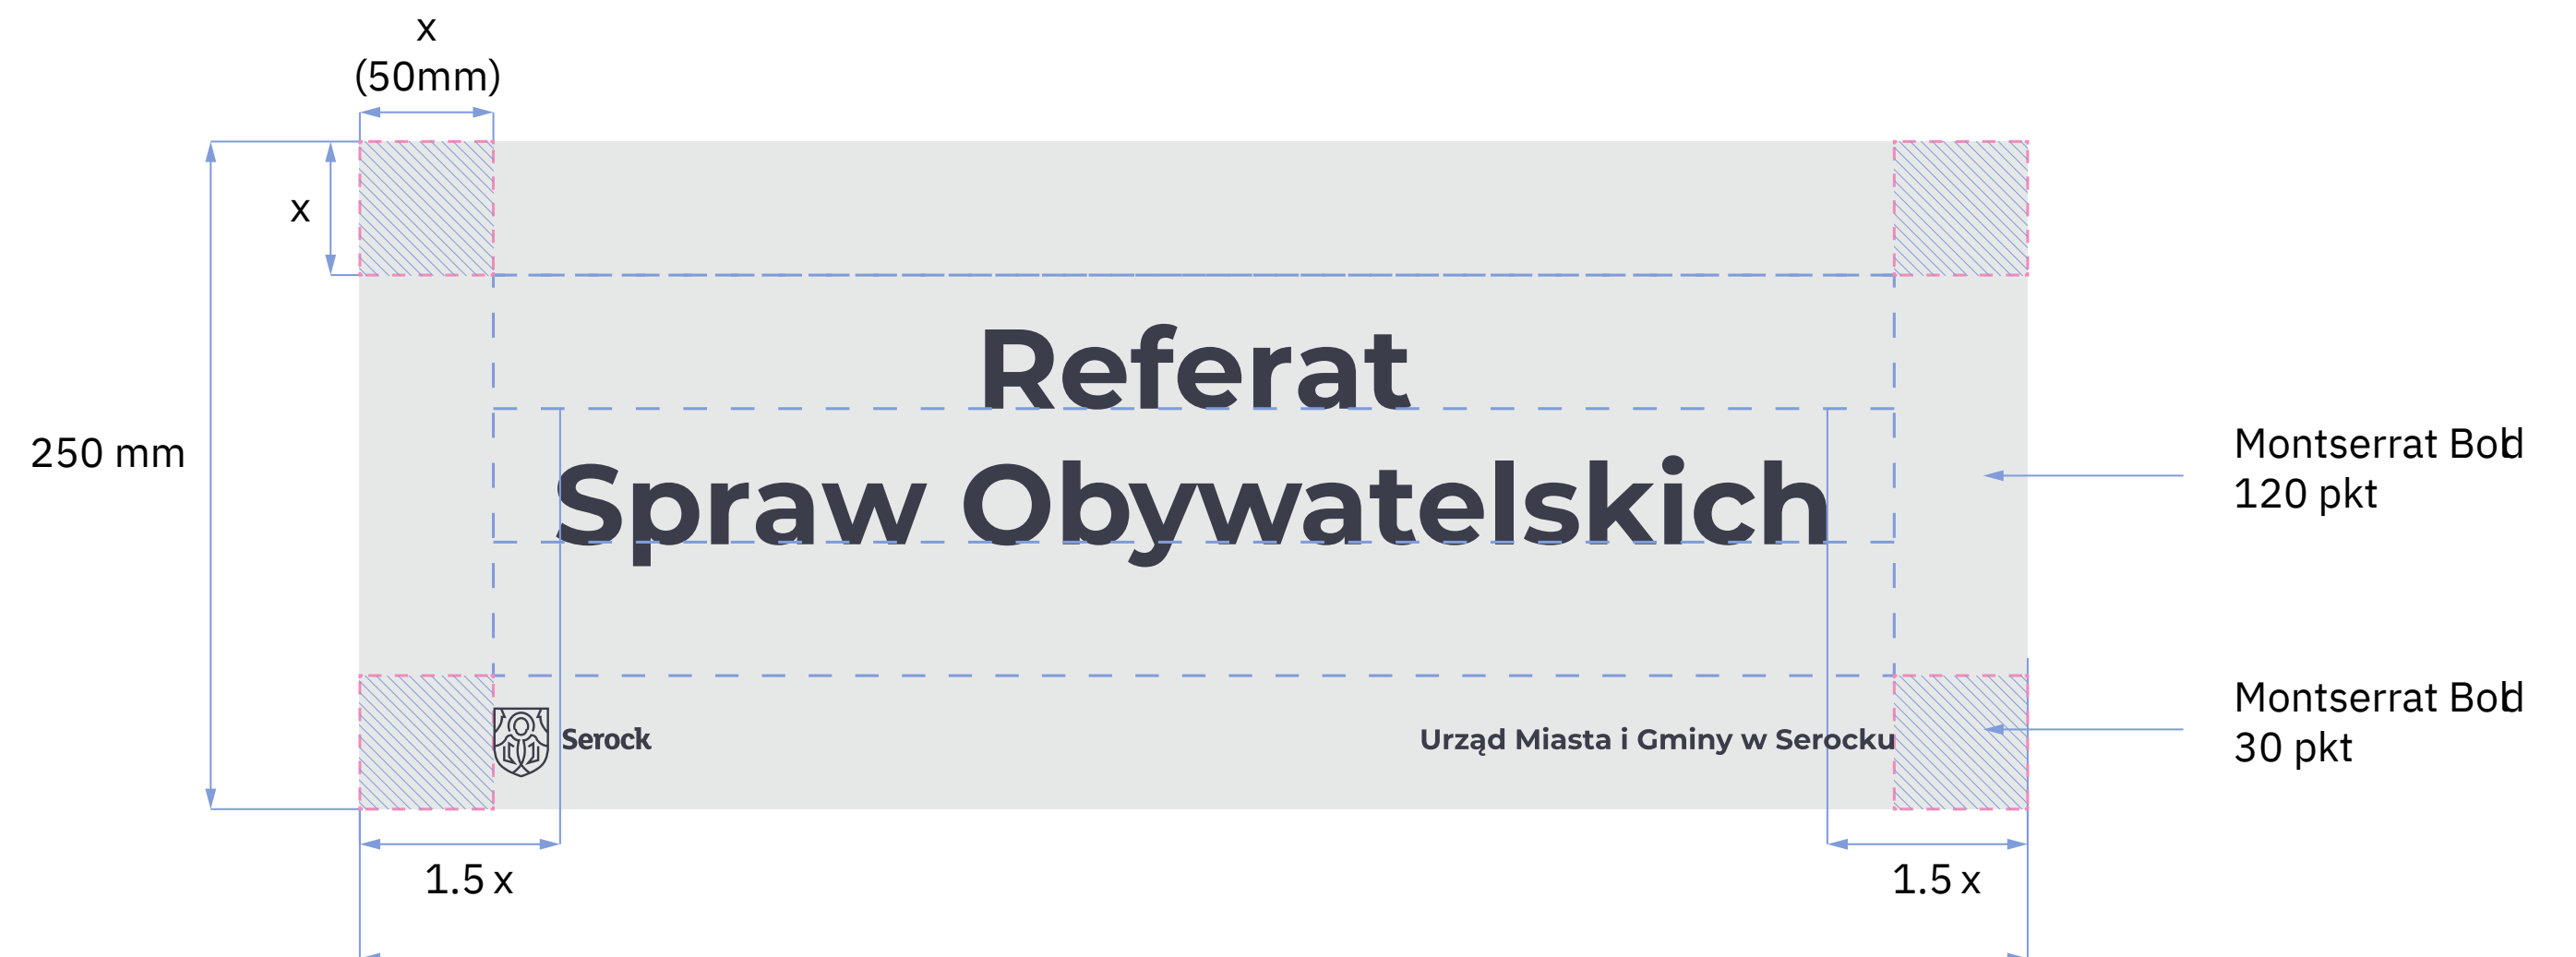 x
(50mm)
x
250 mm
Referat
Spraw Obywatelskich
Montserrat Bold
120 pkt
Montserrat Bold
30 pkt
Serock
Urząd Miasta i Gminy w Serocku
1.5 x
1.5 x